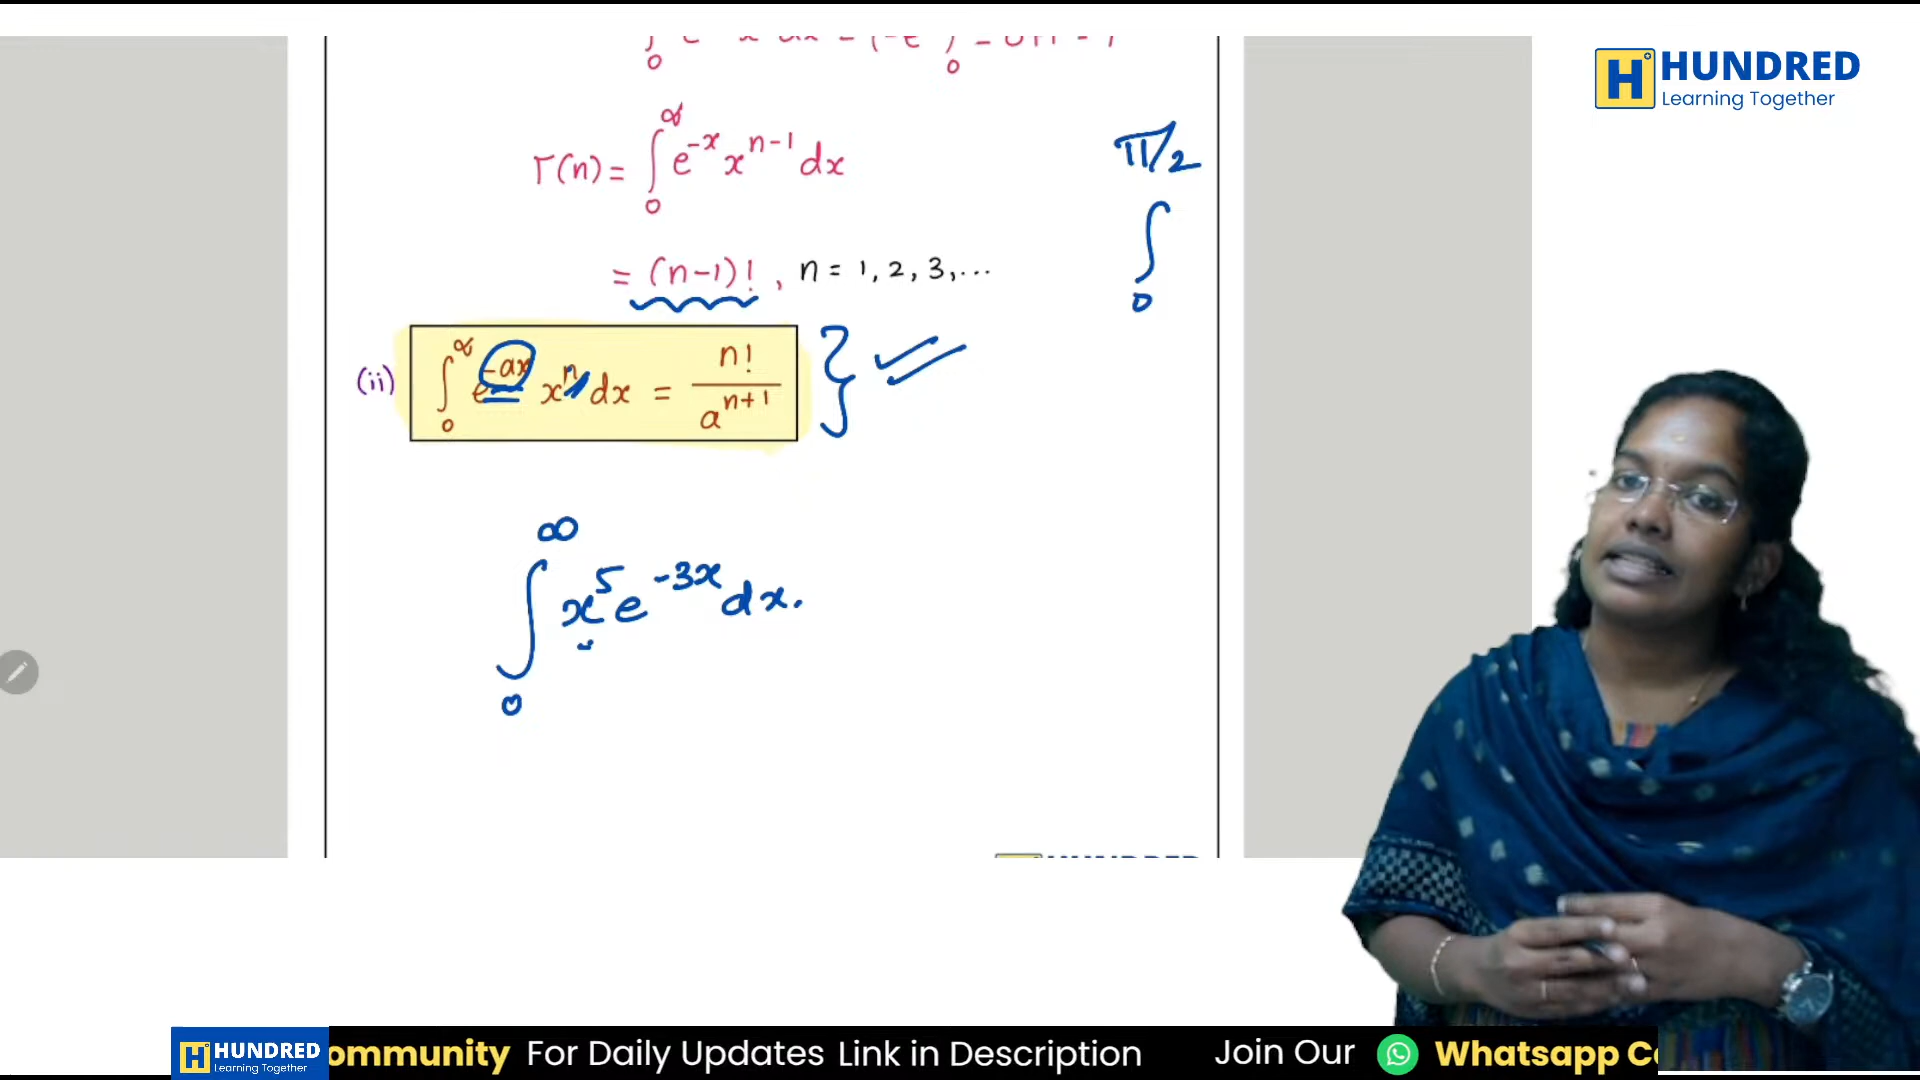 HUNDRED
Learning Together
Γ(n) = ∫₀^∞ e^{-x} x^{n-1} dx
= (n-1)! , n = 1, 2, 3, ...
π/2
∫
0
(ii) ∫₀^∞ e^{-ax} x^n dx = n! / a^{n+1}
∫₀^∞ x^5 e^{-3x} dx.
HUNDRED
Learning Together
ommunity For Daily Updates Link in Description Join Our Whatsapp C